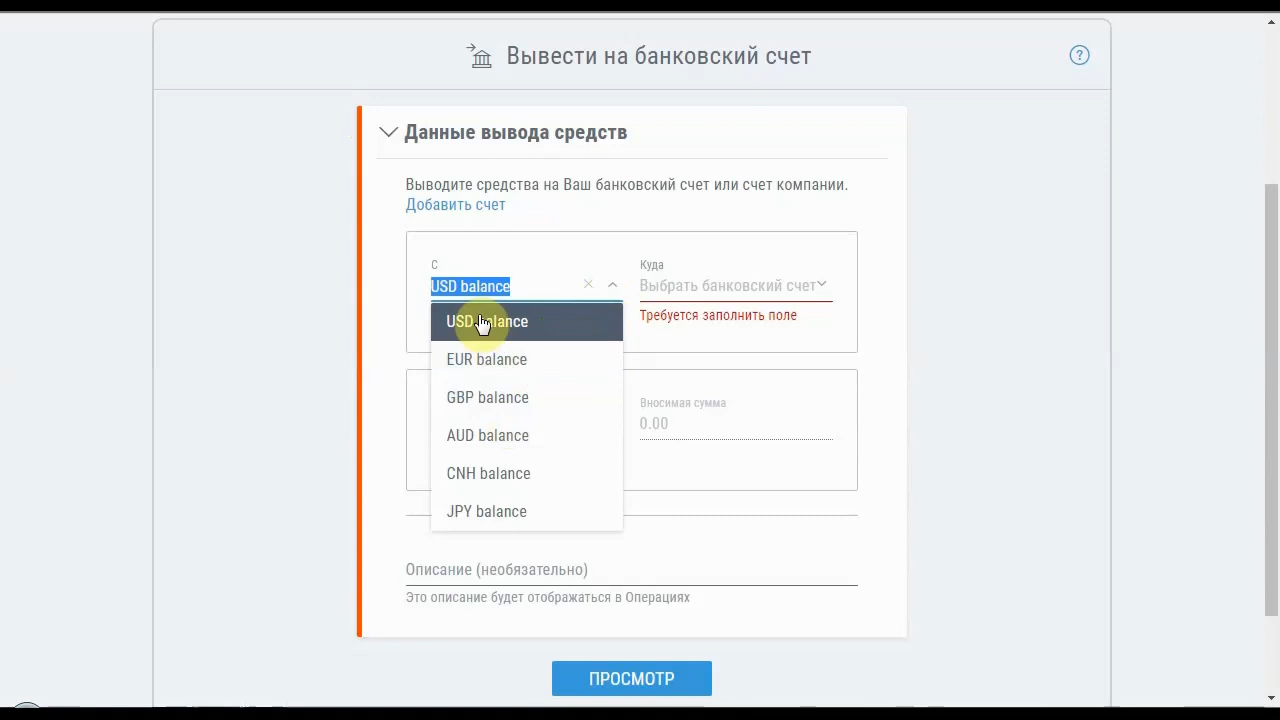 Вывести на банковский счет
?
Данные вывода средств
Выводите средства на Ваш банковский счет или счет компании.
Добавить счет
С
Куда
USD balance
Выбрать банковский счет
USD balance
Требуется заполнить поле
EUR balance
GBP balance
Вносимая сумма
0.00
AUD balance
CNH balance
JPY balance
Описание (необязательно)
Это описание будет отображаться в Операциях
ПРОСМОТР